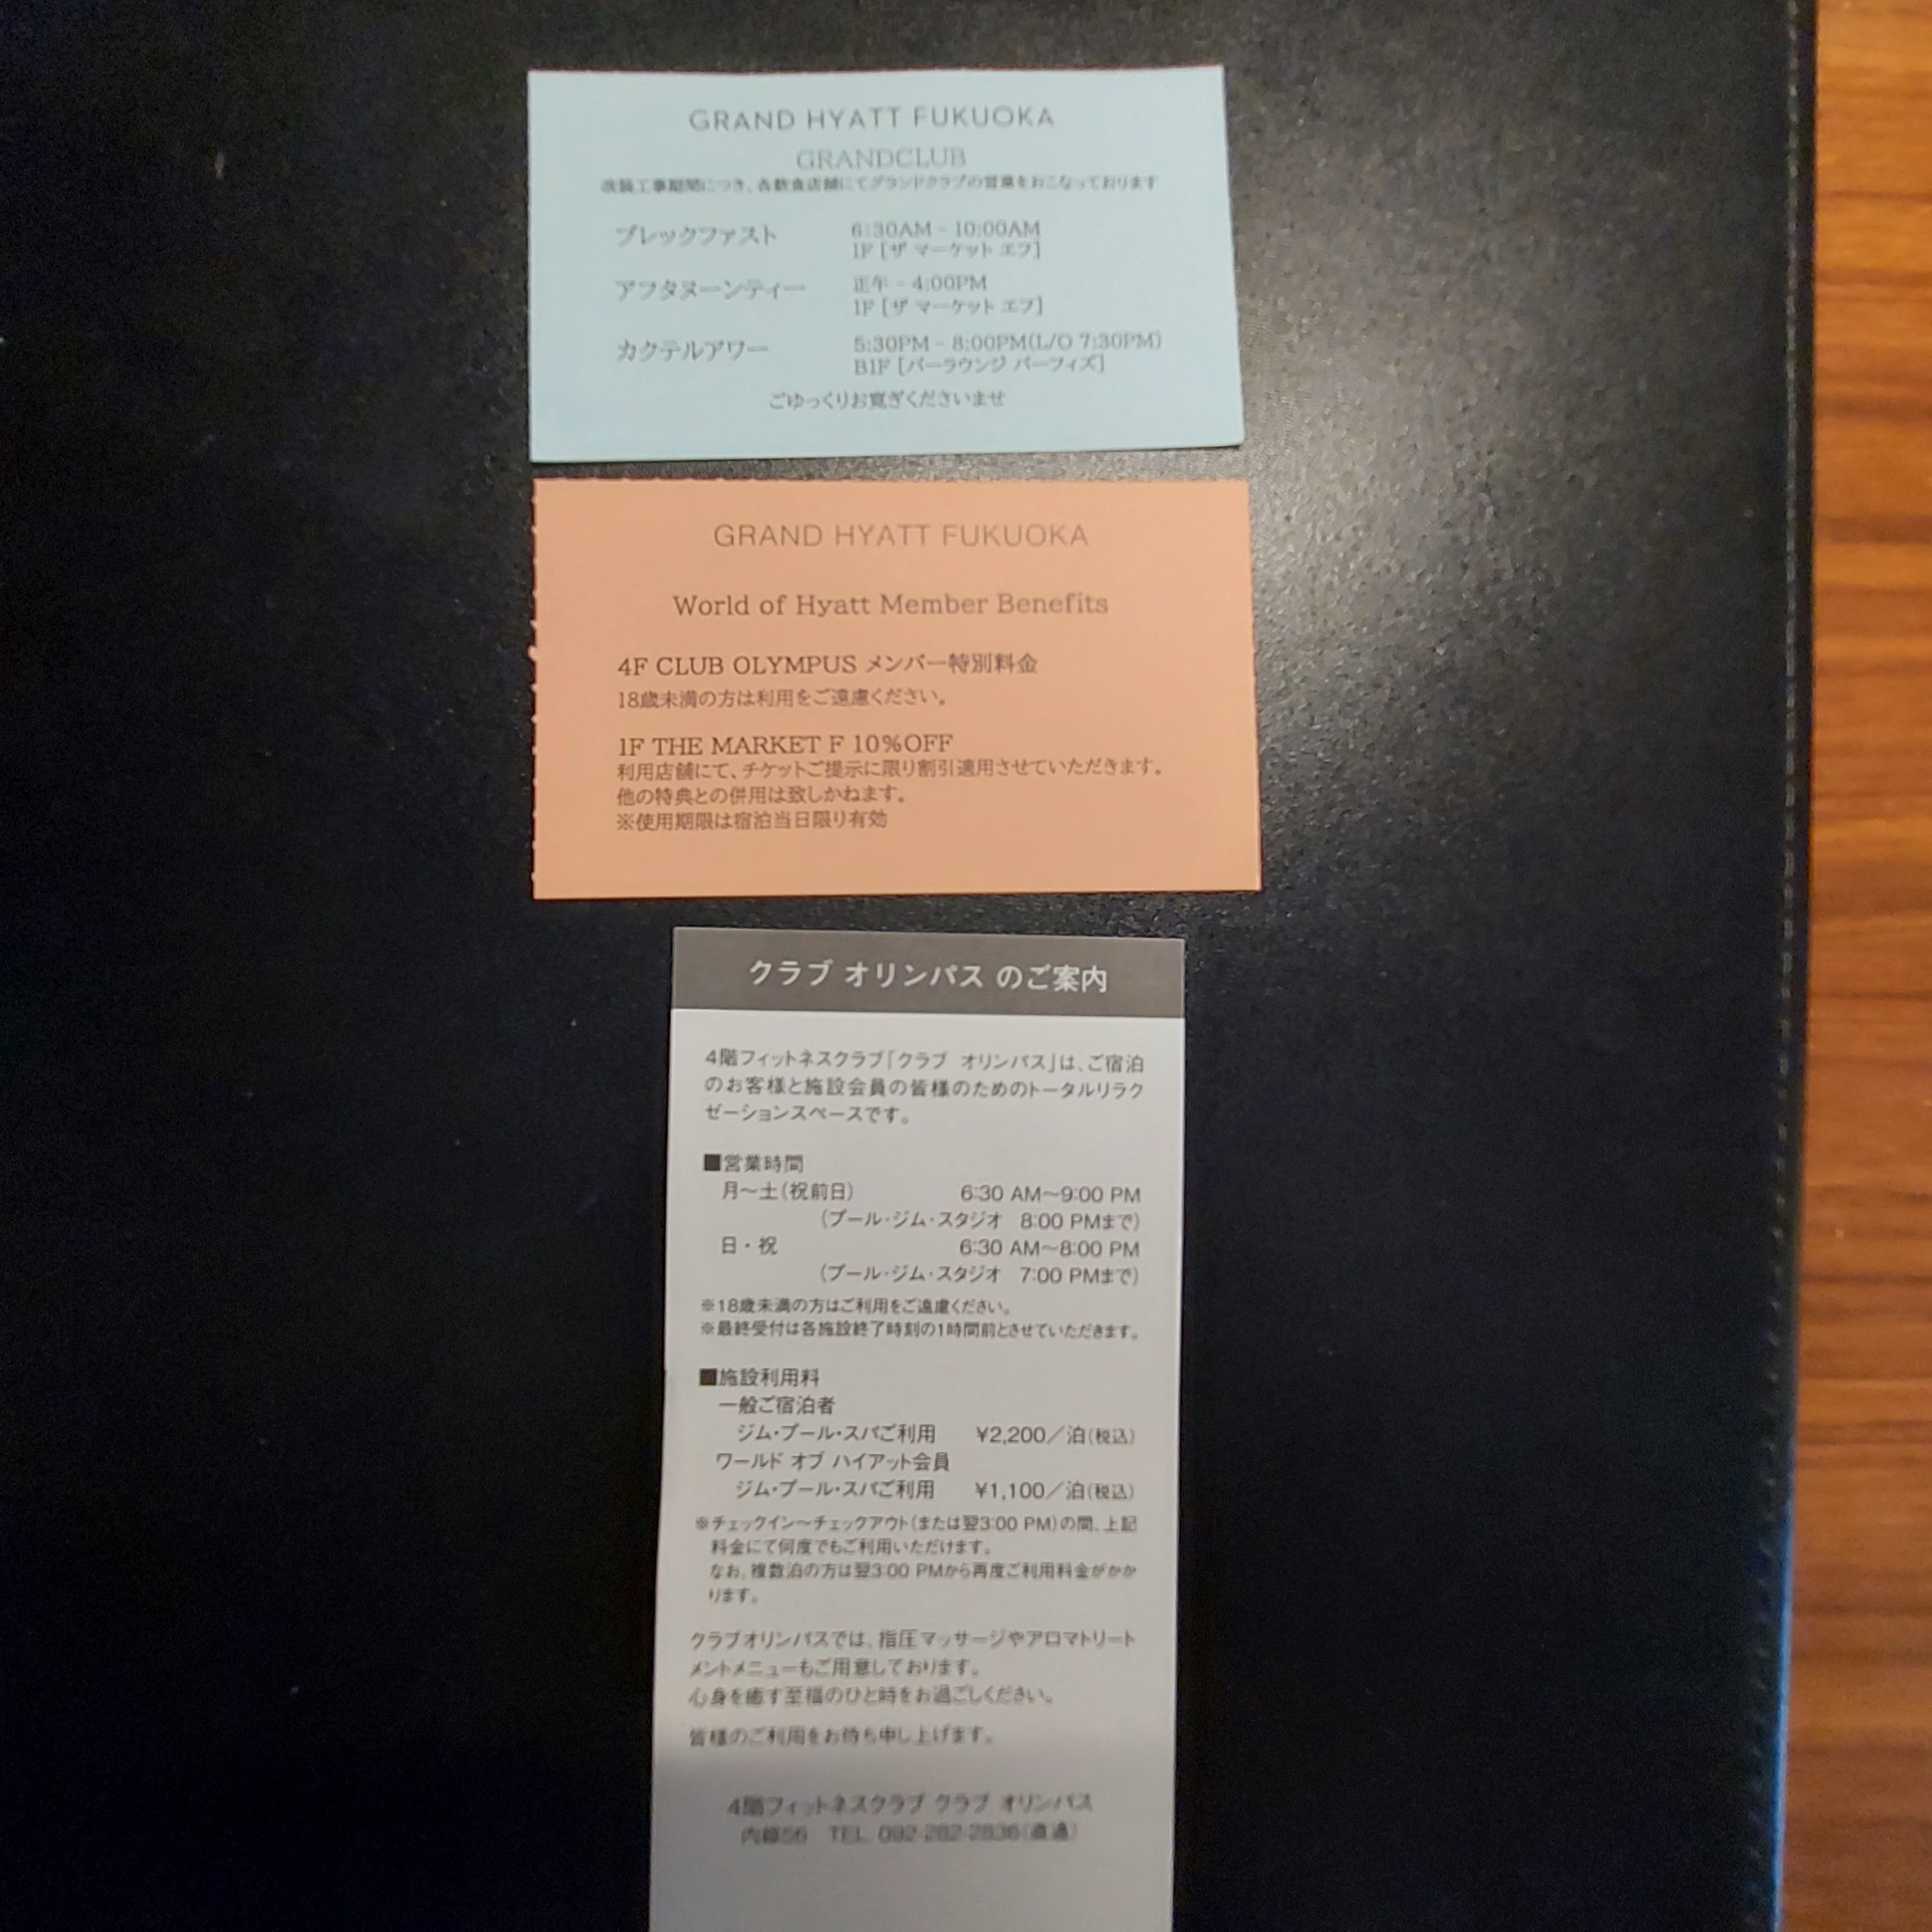 GRAND HYATT FUKUOKA
GRANDCLUB
改装工事期間につき、各飲食店舗にてグランドクラブの営業をおこなっております
ブレックファスト 6:30AM - 10:00AM
1F [ザ マーケット エフ]
アフタヌーンティー 正午 - 4:00PM
1F [ザ マーケット エフ]
カクテルアワー 5:30PM - 8:00PM(L/O 7:30PM)
B1F [バーラウンジ バーフィズ]
ごゆっくりお寛ぎくださいませ
GRAND HYATT FUKUOKA
World of Hyatt Member Benefits
4F CLUB OLYMPUS メンバー特別料金
18歳未満の方は利用をご遠慮ください。
1F THE MARKET F 10%OFF
利用店舗にて、チケットご提示に限り割引適用させていただきます。
他の特典との併用は致しかねます。
※使用期限は宿泊当日限り有効
クラブ オリンパス のご案内
4階フィットネスクラブ「クラブ オリンパス」は、ご宿泊
のお客様と施設会員の皆様のためのトータルリラク
ゼーションスペースです。
■営業時間
月〜土(祝前日) 6:30 AM〜9:00 PM
(プール・ジム・スタジオ 8:00 PMまで)
日・祝 6:30 AM〜8:00 PM
(プール・ジム・スタジオ 7:00 PMまで)
※18歳未満の方はご利用をご遠慮ください。
※最終受付は各施設終了時刻の1時間前とさせていただきます。
■施設利用料
一般ご宿泊者
ジム・プール・スパご利用 ¥2,200／泊(税込)
ワールド オブ ハイアット会員
ジム・プール・スパご利用 ¥1,100／泊(税込)
※チェックイン〜チェックアウト(または翌3:00 PM)の間、上記
料金にて何度でもご利用いただけます。
なお、複数泊の方は翌3:00 PMから再度ご利用料金がかか
ります。
クラブオリンパスでは、指圧マッサージやアロマトリート
メントメニューもご用意しております。
心身を癒す至福のひと時をお過ごしください。
皆様のご利用をお待ち申し上げます。
4階フィットネスクラブ クラブ オリンパス
内線56 TEL 092-282-2836(直通)